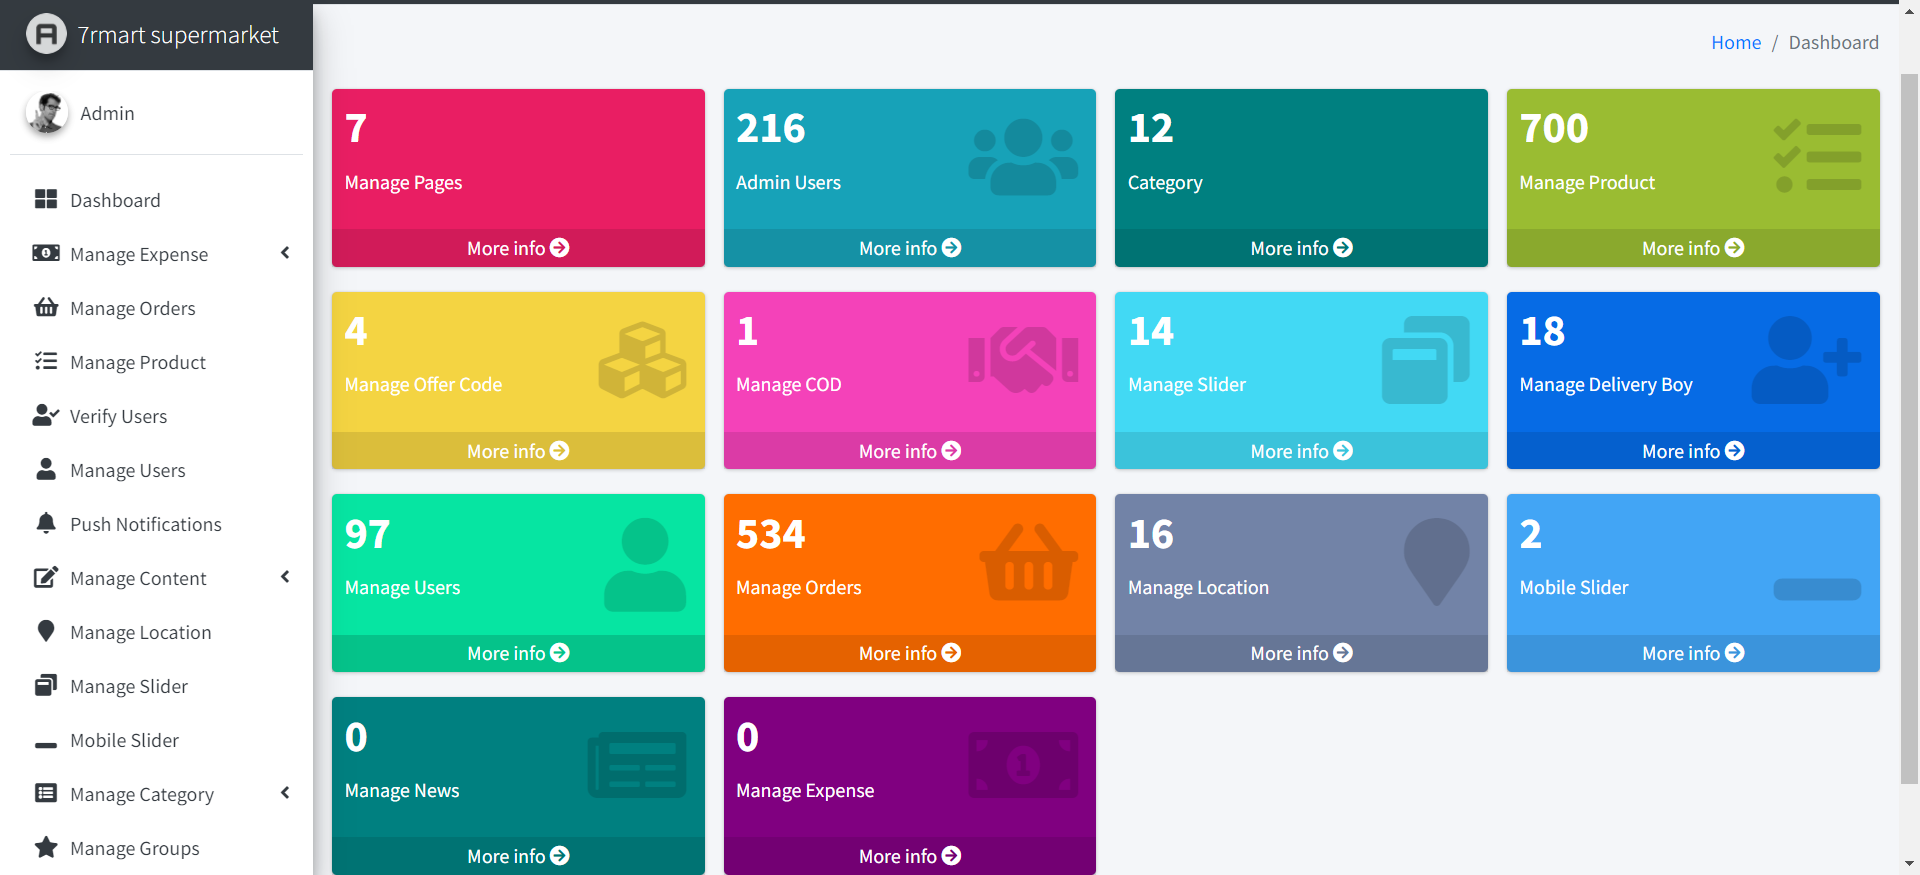 7rmart supermarket
Home / Dashboard
Admin
Dashboard
Manage Expense
Manage Orders
Manage Product
Verify Users
Manage Users
Push Notifications
Manage Content
Manage Location
Manage Slider
Mobile Slider
Manage Category
Manage Groups
7
Manage Pages
More info
216
Admin Users
More info
12
Category
More info
700
Manage Product
More info
4
Manage Offer Code
More info
1
Manage COD
More info
14
Manage Slider
More info
18
Manage Delivery Boy
More info
97
Manage Users
More info
534
Manage Orders
More info
16
Manage Location
More info
2
Mobile Slider
More info
0
Manage News
More info
0
Manage Expense
More info